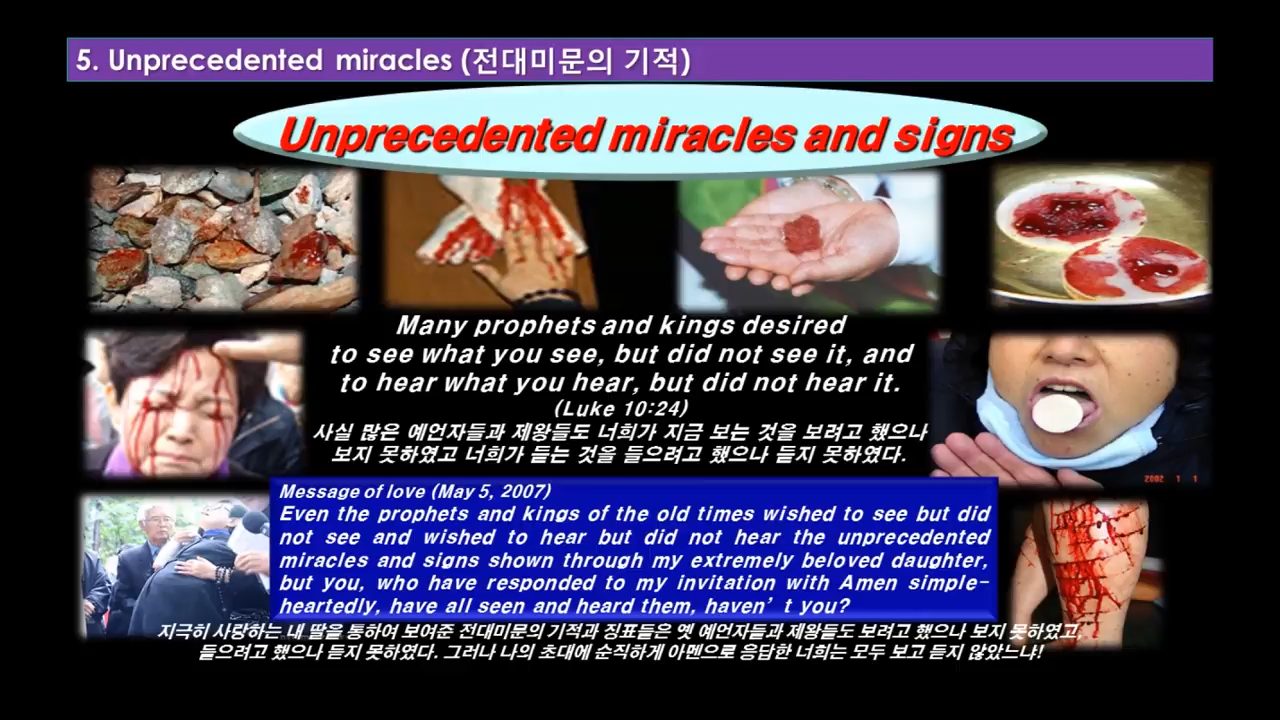 5. Unprecedented miracles (전대미문의 기적)
Unprecedented miracles and signs
Many prophets and kings desired
to see what you see, but did not see it, and
to hear what you hear, but did not hear it.
(Luke 10:24)
사실 많은 예언자들과 제왕들도 너희가 지금 보는 것을 보려고 했으나
보지 못하였고 너희가 듣는 것을 들으려고 했으나 듣지 못하였다.
2002 1 1
Message of love (May 5, 2007)
Even the prophets and kings of the old times wished to see but did
not see and wished to hear but did not hear the unprecedented
miracles and signs shown through my extremely beloved daughter,
but you, who have responded to my invitation with Amen simple-
heartedly, have all seen and heard them, haven't you?
지극히 사랑하는 내 딸을 통하여 보여준 전대미문의 기적과 징표들은 옛 예언자들과 제왕들도 보려고 했으나 보지 못하였고,
들으려고 했으나 듣지 못하였다. 그러나 나의 초대에 순직하게 아멘으로 응답한 너희는 모두 보고 듣지 않았느냐!